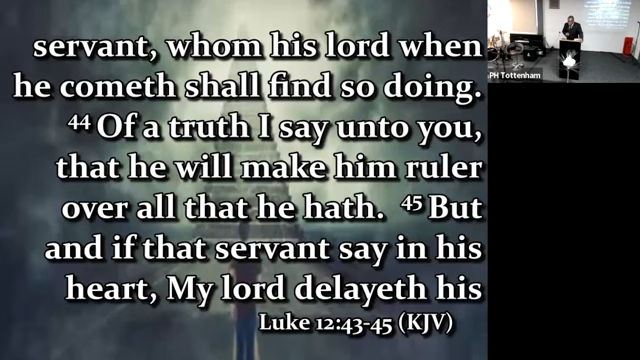 servant, whom his lord when
he cometh shall find so doing.
44 Of a truth I say unto you,
that he will make him ruler
over all that he hath. 45 But
and if that servant say in his
heart, My lord delayeth his
Luke 12:43-45 (KJV)
PH Tottenham